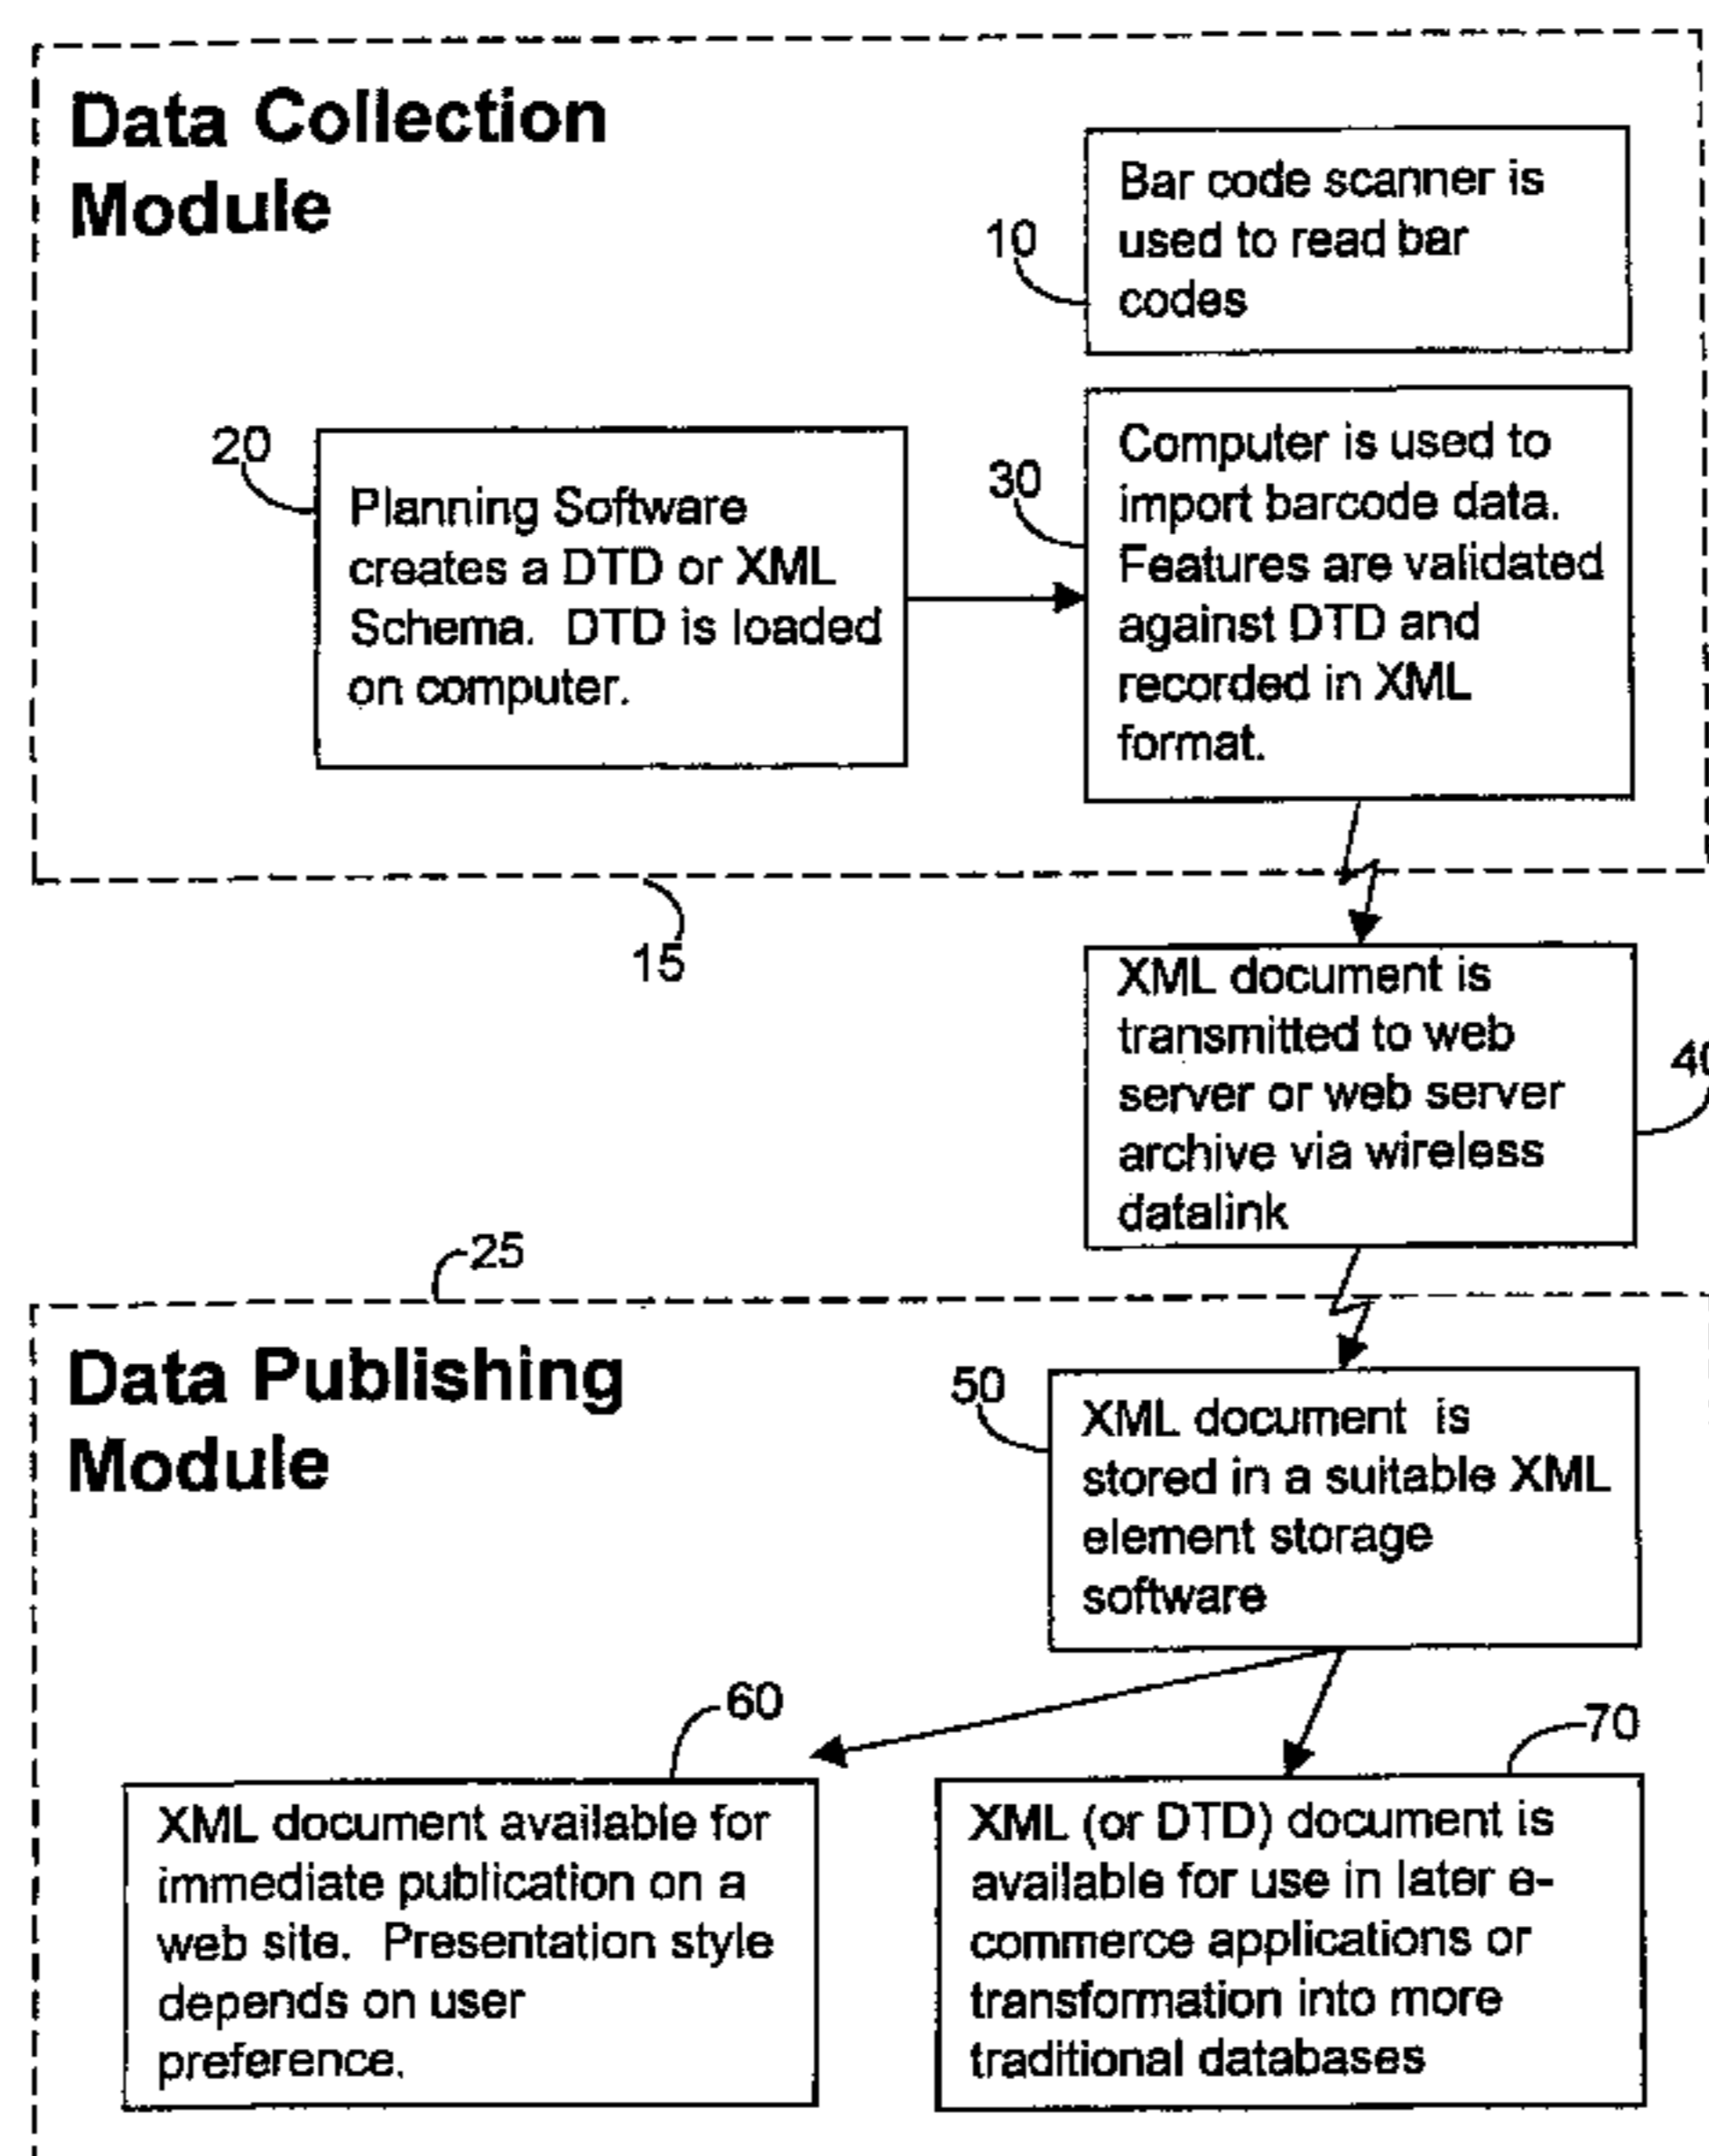 Data Collection
Module
Bar code scanner is
used to read bar
codes
10
20
Planning Software
creates a DTD or XML
Schema. DTD is loaded
on computer.
30
Computer is used to
import barcode data.
Features are validated
against DTD and
recorded in XML
format.
15
XML document is
transmitted to web
server or web server
archive via wireless
datalink
40
25
Data Publishing
Module
50
XML document is
stored in a suitable XML
element storage
software
60
70
XML document available for
immediate publication on a
web site. Presentation style
depends on user
preference.
XML (or DTD) document is
available for use in later e-
commerce applications or
transformation into more
traditional databases